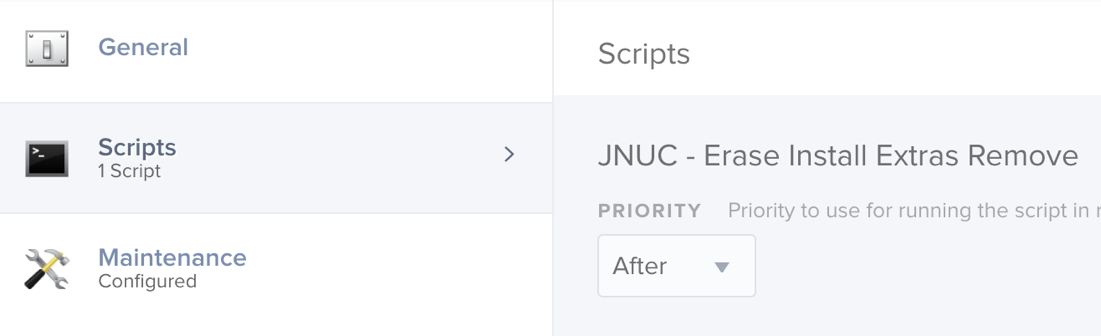 General
Scripts
1 Script
Maintenance
Configured
Scripts
JNUC - Erase Install Extras Remove
PRIORITY Priority to use for running the script in
After